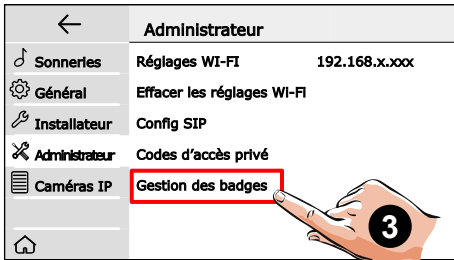 Administrateur
Sonneries
Général
Installateur
Administrateur
Caméras IP
Réglages WI-FI 192.168.x.xxx
Effacer les réglages WI-FI
Config SIP
Codes d'accès privé
Gestion des badges
3